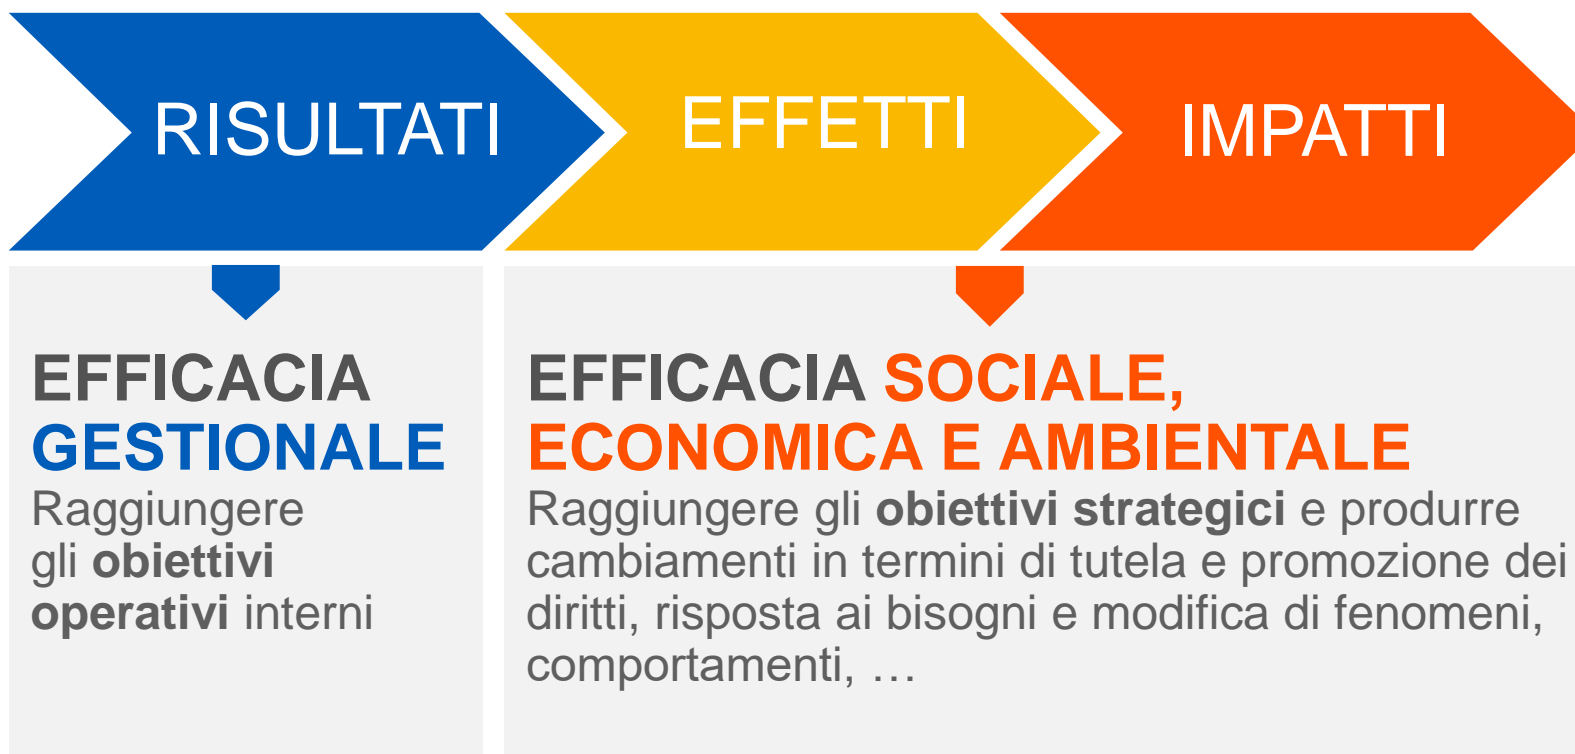 RISULTATI
EFFETTI
IMPATTI
EFFICACIA
GESTIONALE
Raggiungere
gli obiettivi
operativi interni
EFFICACIA SOCIALE,
ECONOMICA E AMBIENTALE
Raggiungere gli obiettivi strategici e produrre
cambiamenti in termini di tutela e promozione dei
diritti, risposta ai bisogni e modifica di fenomeni,
comportamenti, …